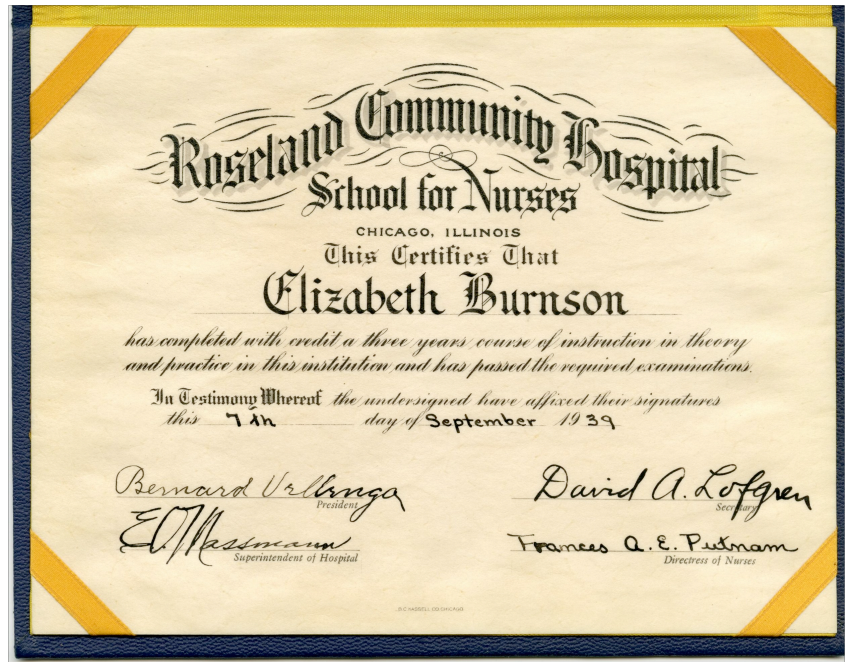 Roseland Community Hospital
School for Nurses
CHICAGO, ILLINOIS
This Certifies That
Elizabeth Burnson
has completed with credit a three years course of instruction in theory
and practice in this institution and has passed the required examinations.
In Testimony Whereof the undersigned have affixed their signatures
this 7th day of September 1939
Bernard Vellenga
President
David A. Lofgren
Secretary
Massmann
Superintendent of Hospital
Frances A. E. Putnam
Directress of Nurses